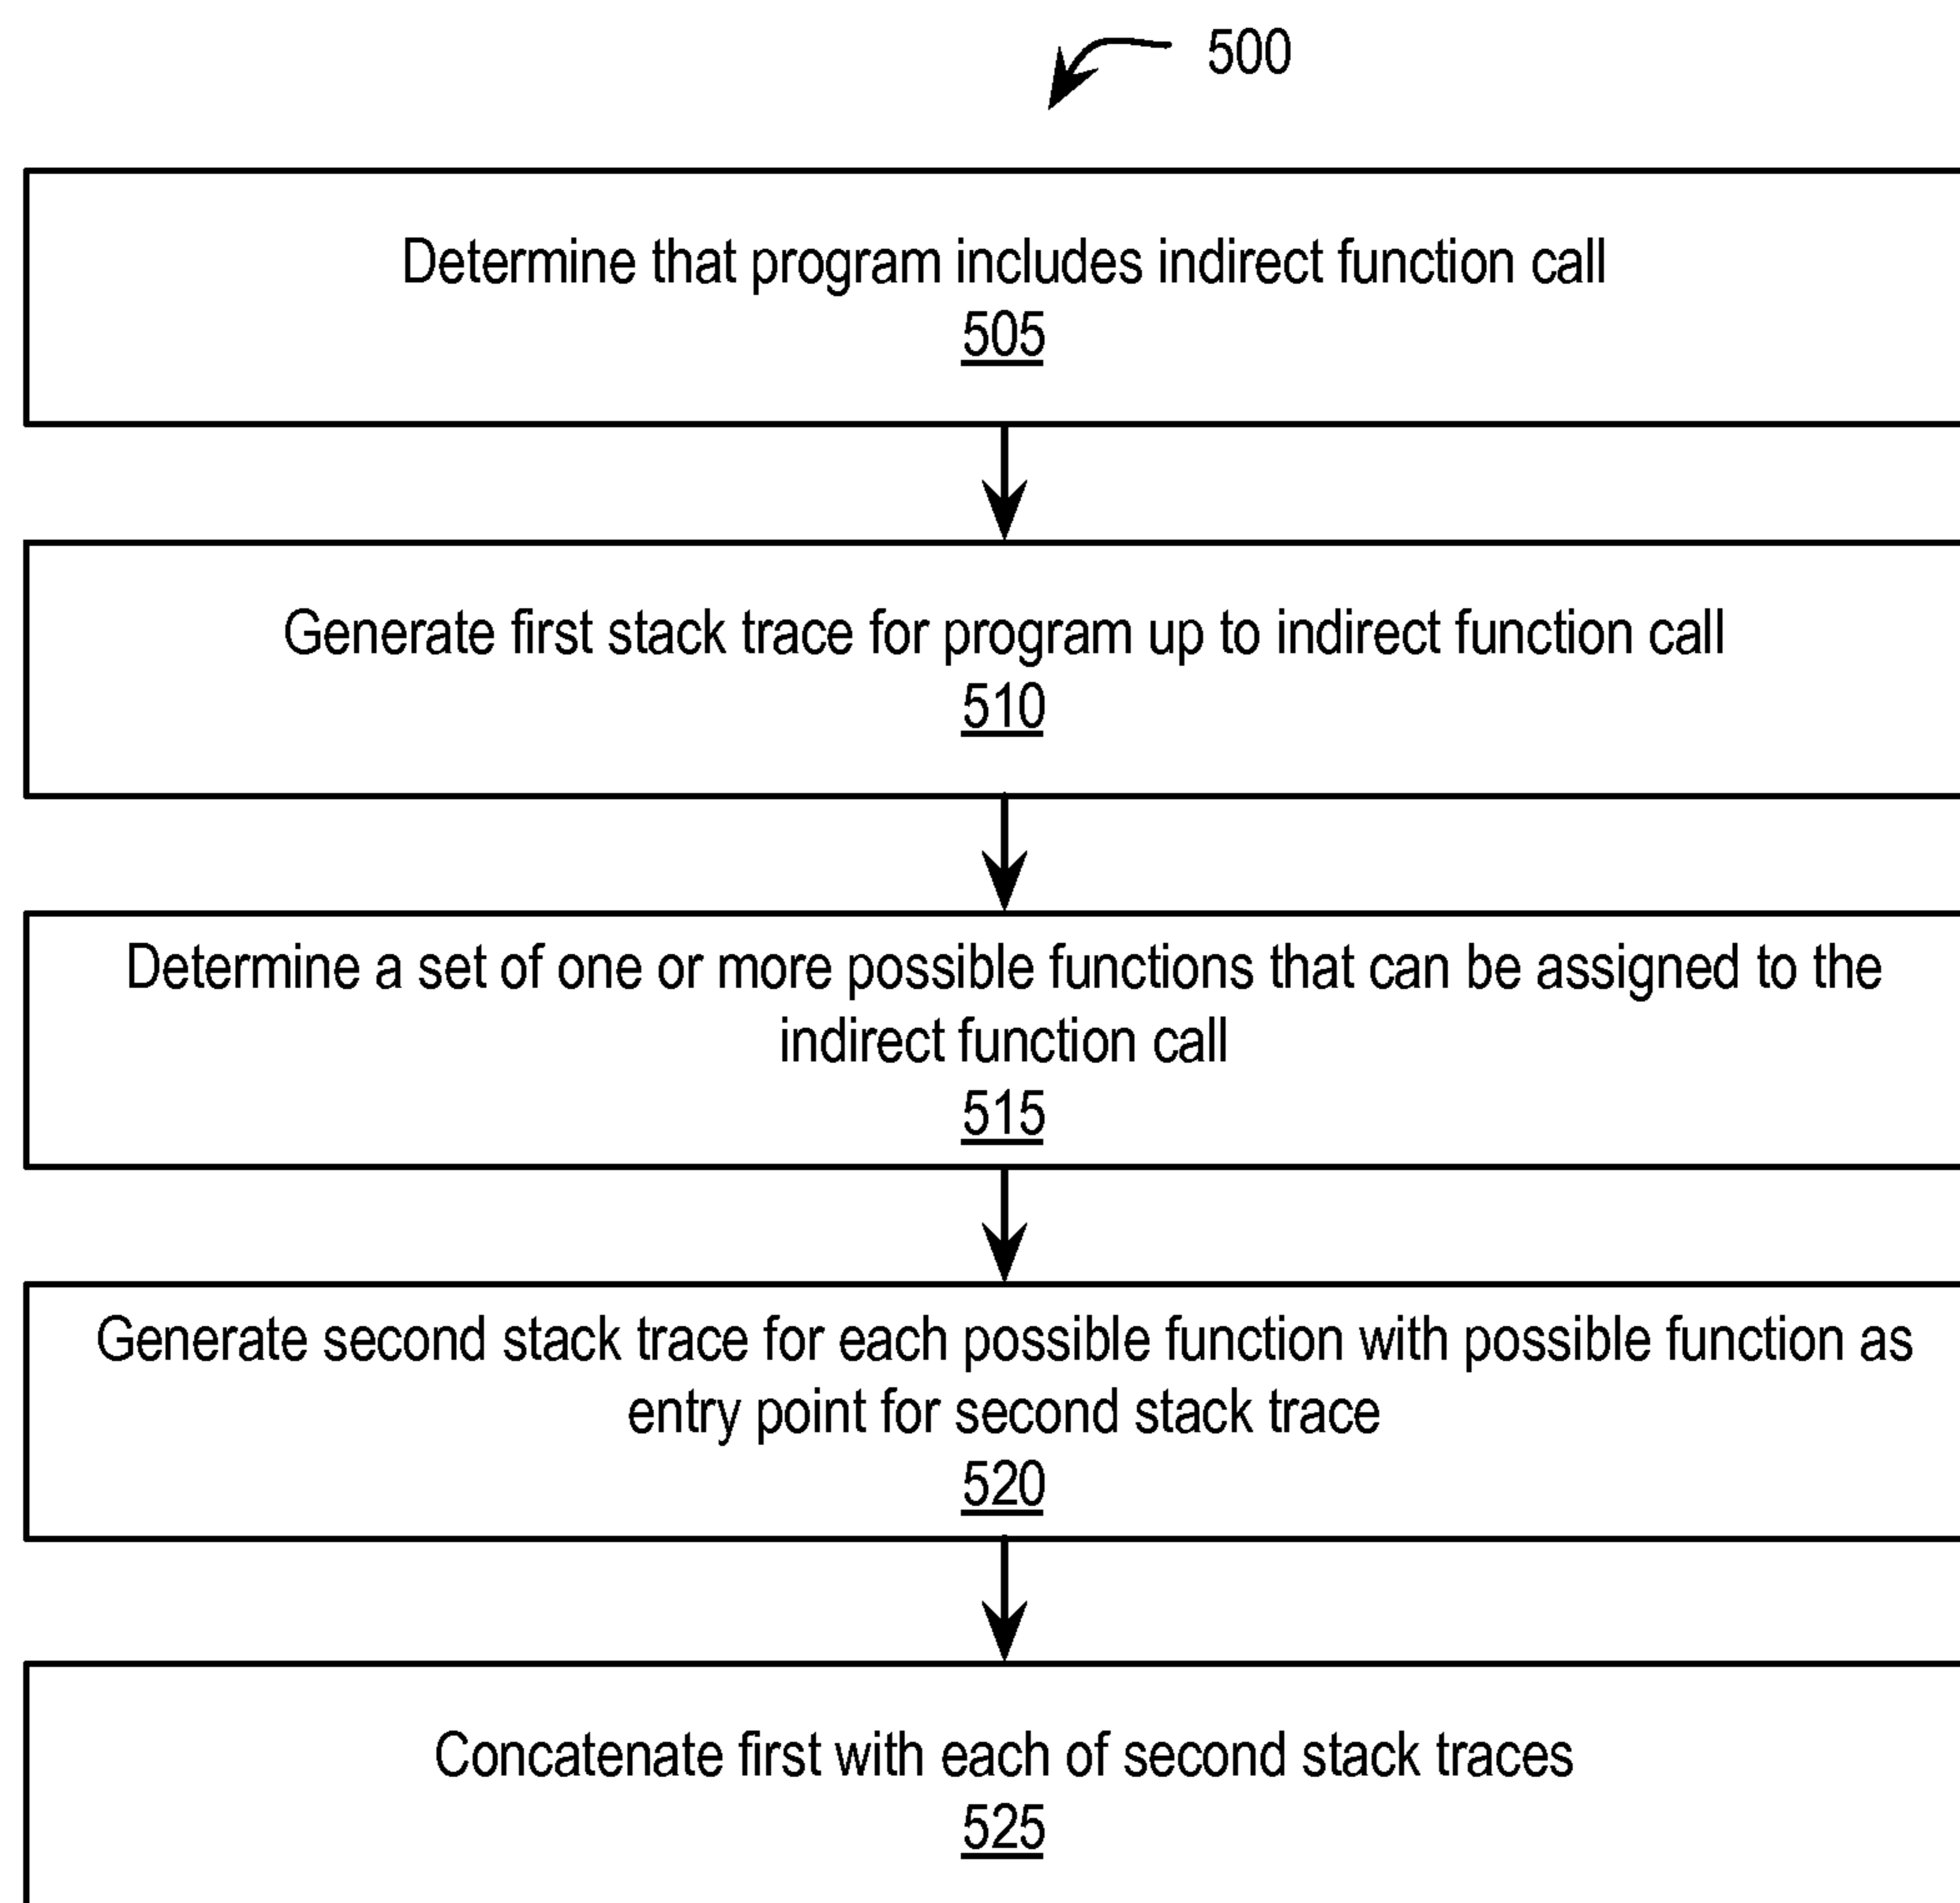 500
Determine that program includes indirect function call
505
Generate first stack trace for program up to indirect function call
510
Determine a set of one or more possible functions that can be assigned to the
indirect function call
515
Generate second stack trace for each possible function with possible function as
entry point for second stack trace
520
Concatenate first with each of second stack traces
525